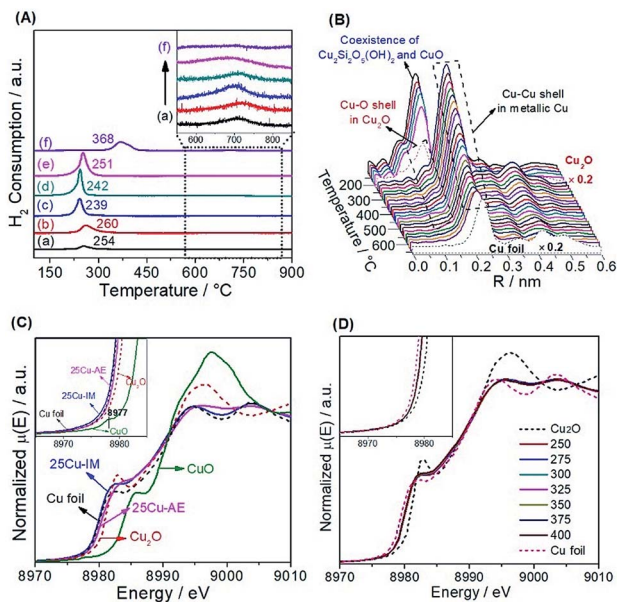 (A)
H2 Consumption / a.u.
(f)
(a)
600 700 800
(f) 368
(e) 251
(d) 242
(c) 239
(b) 260
(a) 254
150 300 450 600 750 900
Temperature / °C
(B)
Coexistence of
Cu2Si2O5(OH)2 and CuO
Cu-O shell
in Cu2O
Cu-Cu shell
in metallic Cu
Cu2O
× 0.2
200
300
400
500
600
Temperature / °C
Cu foil × 0.2
0.0 0.1 0.2 0.3 0.4 0.5 0.6
R / nm
(C)
Normalized μ(E) / a.u.
25Cu-AE
Cu2O
25Cu-IM
8977
Cu foil
CuO
8970 8980
25Cu-IM
CuO
Cu foil
25Cu-AE
Cu2O
8970 8980 8990 9000 9010
Energy / eV
(D)
Normalized μ(E) / a.u.
8970 8980
Cu2O
250
275
300
325
350
375
400
Cu foil
8970 8980 8990 9000 9010
Energy / eV